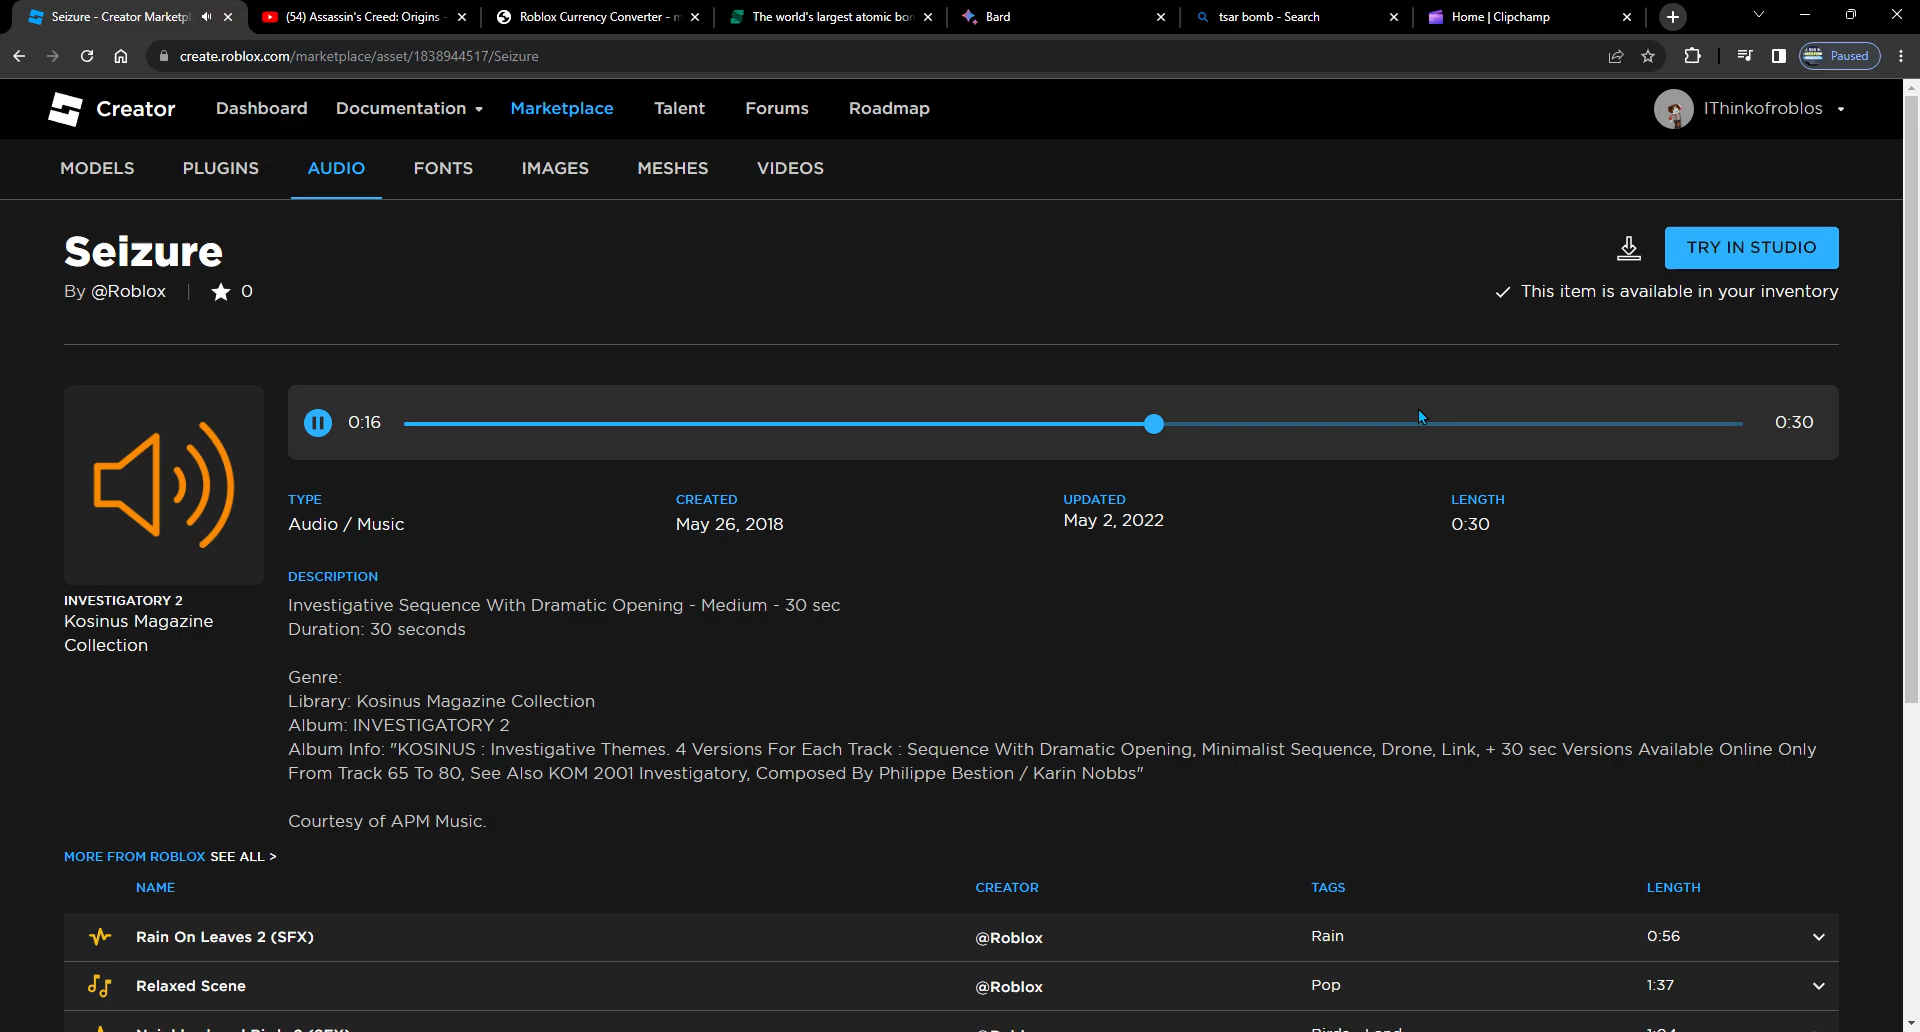 Seizure - Creator Marketpl
(54) Assassin's Creed: Origins -
Roblox Currency Converter - m
The world's largest atomic bom
Bard
tsar bomb - Search
Home | Clipchamp
create.roblox.com/marketplace/asset/1838944517/Seizure
Paused
Creator
Dashboard
Documentation
Marketplace
Talent
Forums
Roadmap
IThinkofroblos
MODELS
PLUGINS
AUDIO
FONTS
IMAGES
MESHES
VIDEOS
Seizure
TRY IN STUDIO
By @Roblox
0
This item is available in your inventory
0:16
0:30
TYPE
Audio / Music
CREATED
May 26, 2018
UPDATED
May 2, 2022
LENGTH
0:30
INVESTIGATORY 2
Kosinus Magazine
Collection
DESCRIPTION
Investigative Sequence With Dramatic Opening - Medium - 30 sec
Duration: 30 seconds
Genre:
Library: Kosinus Magazine Collection
Album: INVESTIGATORY 2
Album Info: "KOSINUS : Investigative Themes. 4 Versions For Each Track : Sequence With Dramatic Opening, Minimalist Sequence, Drone, Link, + 30 sec Versions Available Online Only
From Track 65 To 80, See Also KOM 2001 Investigatory, Composed By Philippe Bestion / Karin Nobbs"
Courtesy of APM Music.
MORE FROM ROBLOX SEE ALL >
NAME
CREATOR
TAGS
LENGTH
Rain On Leaves 2 (SFX)
@Roblox
Rain
0:56
Relaxed Scene
@Roblox
Pop
1:37